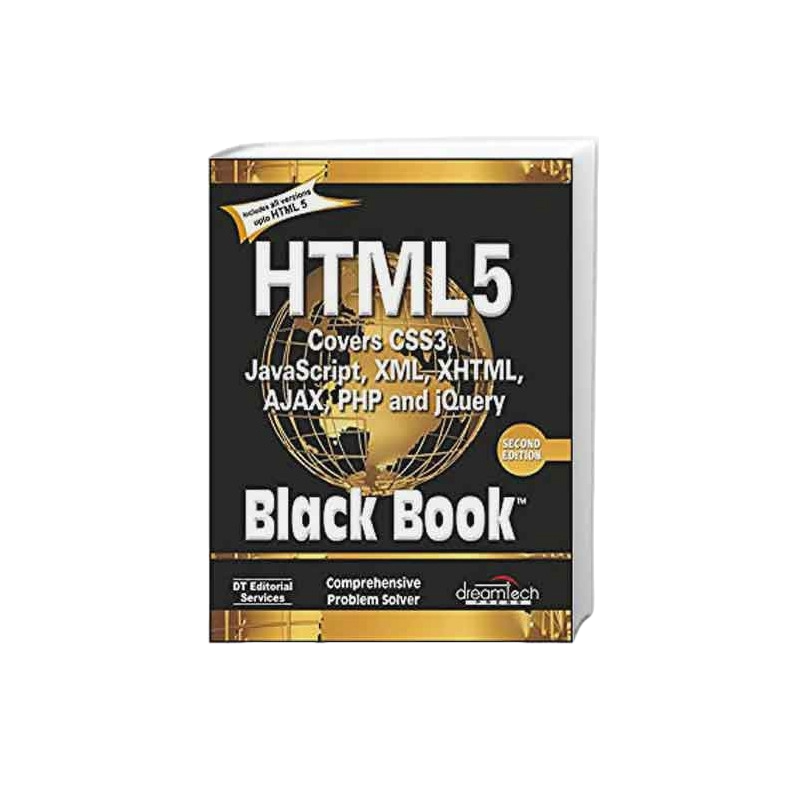 Includes all versions
upto HTML 5
HTML5
Covers CSS3,
JavaScript, XML, XHTML,
AJAX, PHP and jQuery
SECOND
EDITION
Black Book™
DT Editorial
Services
Comprehensive
Problem Solver
dreamtech
PRESS